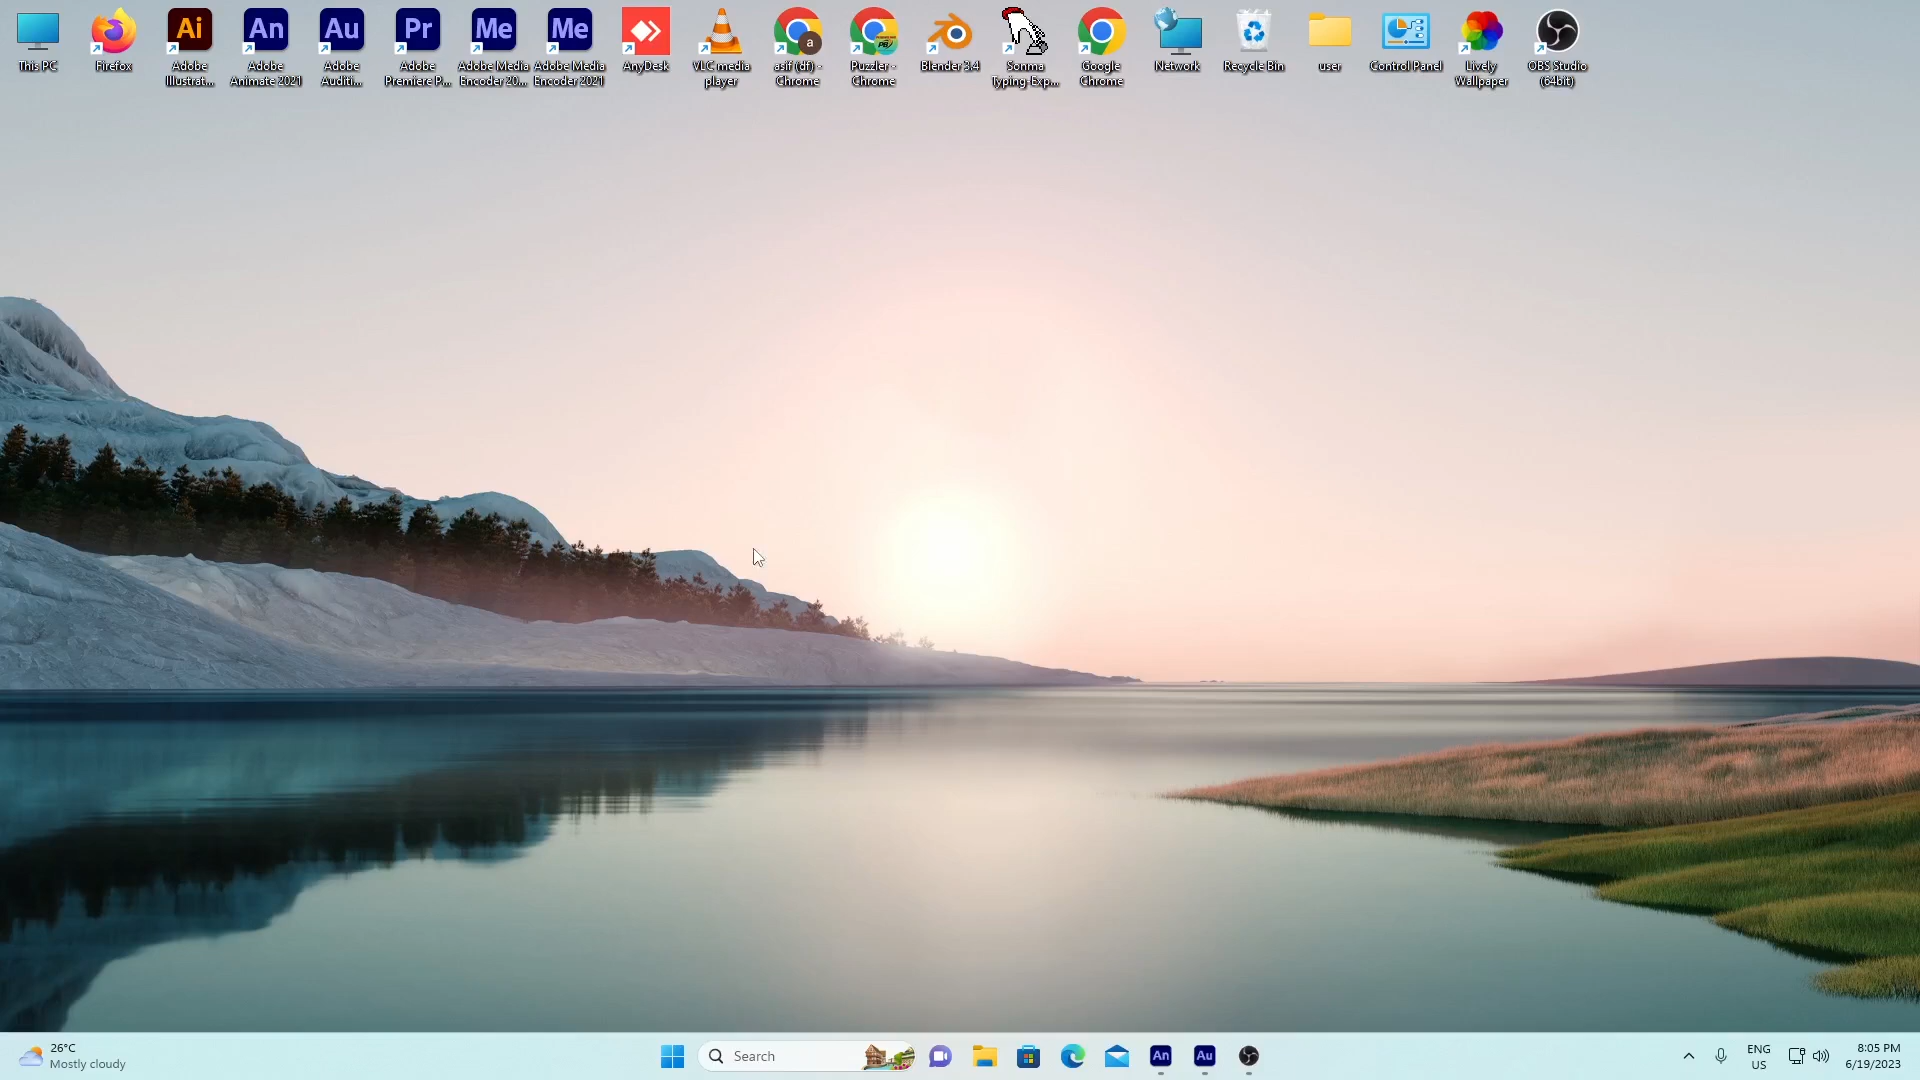 Ai
An
Au
Pr
Me
Me
a
This PC
Firefox
Adobe
Illustrat...
Adobe
Animate 2021
Adobe
Auditi...
Adobe
Premiere P...
Adobe Media
Encoder 20...
Adobe Media
Encoder 2021
AnyDesk
VLC media
player
asif (df) -
Chrome
Puzzler -
Chrome
Blender 3.4
Sonma
Typing-Exp...
Google
Chrome
Network
Recycle Bin
user
Control Panel
Lively
Wallpaper
OBS Studio
(64bit)
26°C
Mostly cloudy
Search
An
Au
ENG
US
8:05 PM
6/19/2023